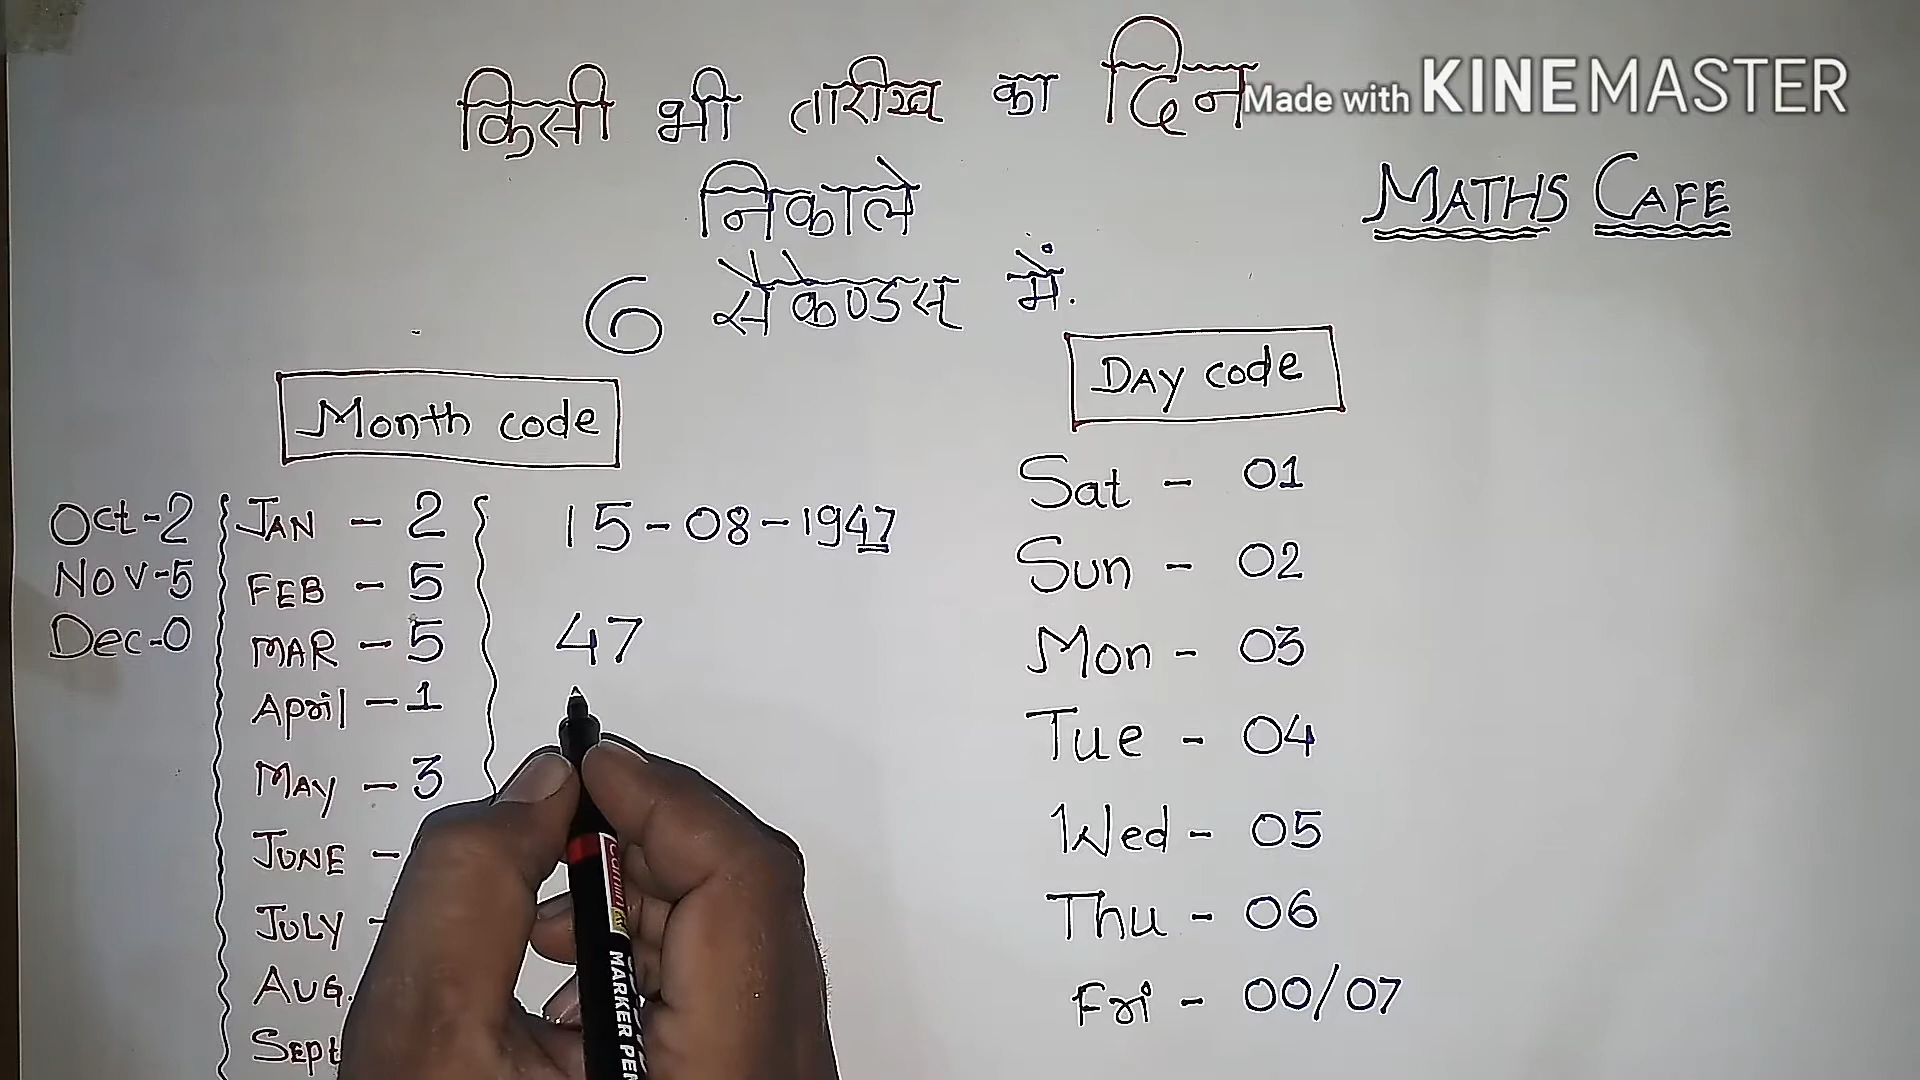 किसी भी तारीख का दिन
Made with KINEMASTER
निकाले
MATHS CAFE
6 सेकेण्डस् में.
Month code
Day code
Oct-2
Nov-5
Dec-0
JAN - 2
FEB - 5
MAR - 5
April - 1
May - 3
JUNE -
JULY -
AUG.
Sept
15-08-1947
47
Sat - 01
Sun - 02
Mon - 03
Tue - 04
Wed - 05
Thu - 06
Fri - 00/07
MARKER PEN